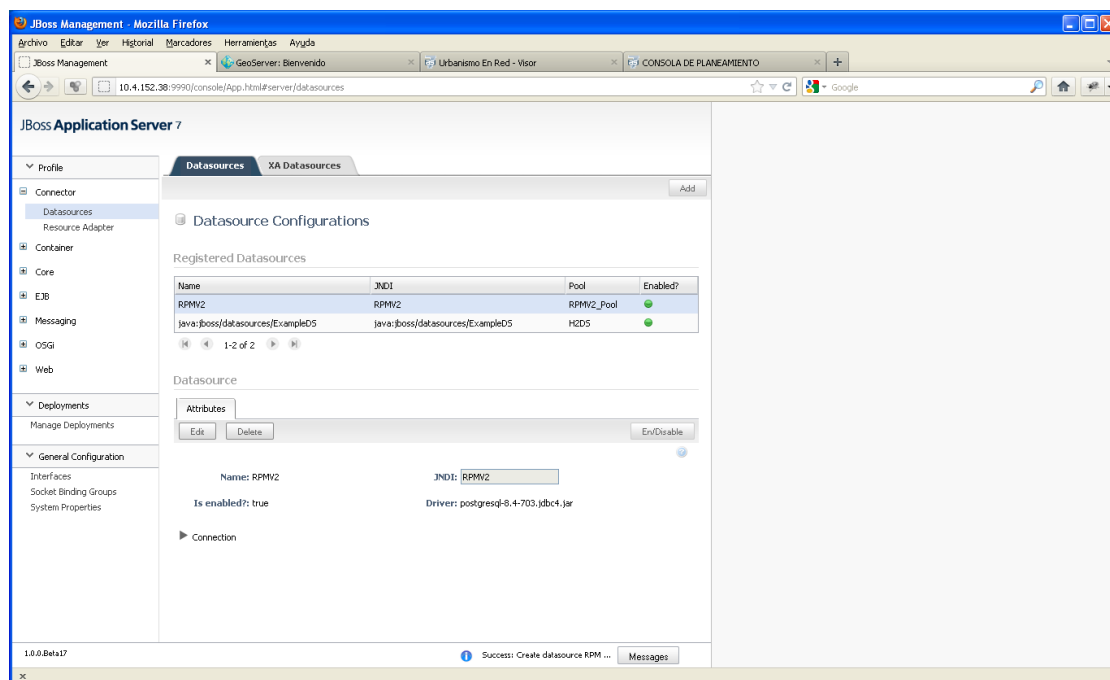 JBoss Management - Mozilla Firefox
Archivo Editar Ver Historial Marcadores Herramientas Ayuda
JBoss Management GeoServer: Bienvenido Urbanismo En Red - Visor CONSOLA DE PLANEAMIENTO
10.4.152.38:9990/console/App.html#server/datasources Google
JBoss Application Server 7
Profile
Connector
Datasources
Resource Adapter
Container
Core
EJB
Messaging
OSGi
Web
Deployments
Manage Deployments
General Configuration
Interfaces
Socket Binding Groups
System Properties
Datasources XA Datasources
Add
Datasource Configurations
Registered Datasources
Name JNDI Pool Enabled?
RPMV2 RPMV2 RPMV2_Pool
java:jboss/datasources/ExampleDS java:jboss/datasources/ExampleDS H2DS
1-2 of 2
Datasource
Attributes
Edit Delete En/Disable
Name: RPMV2 JNDI: RPMV2
Is enabled?: true Driver: postgresql-8.4-703.jdbc4.jar
Connection
1.0.0.Beta17 Success: Create datasource RPM ... Messages